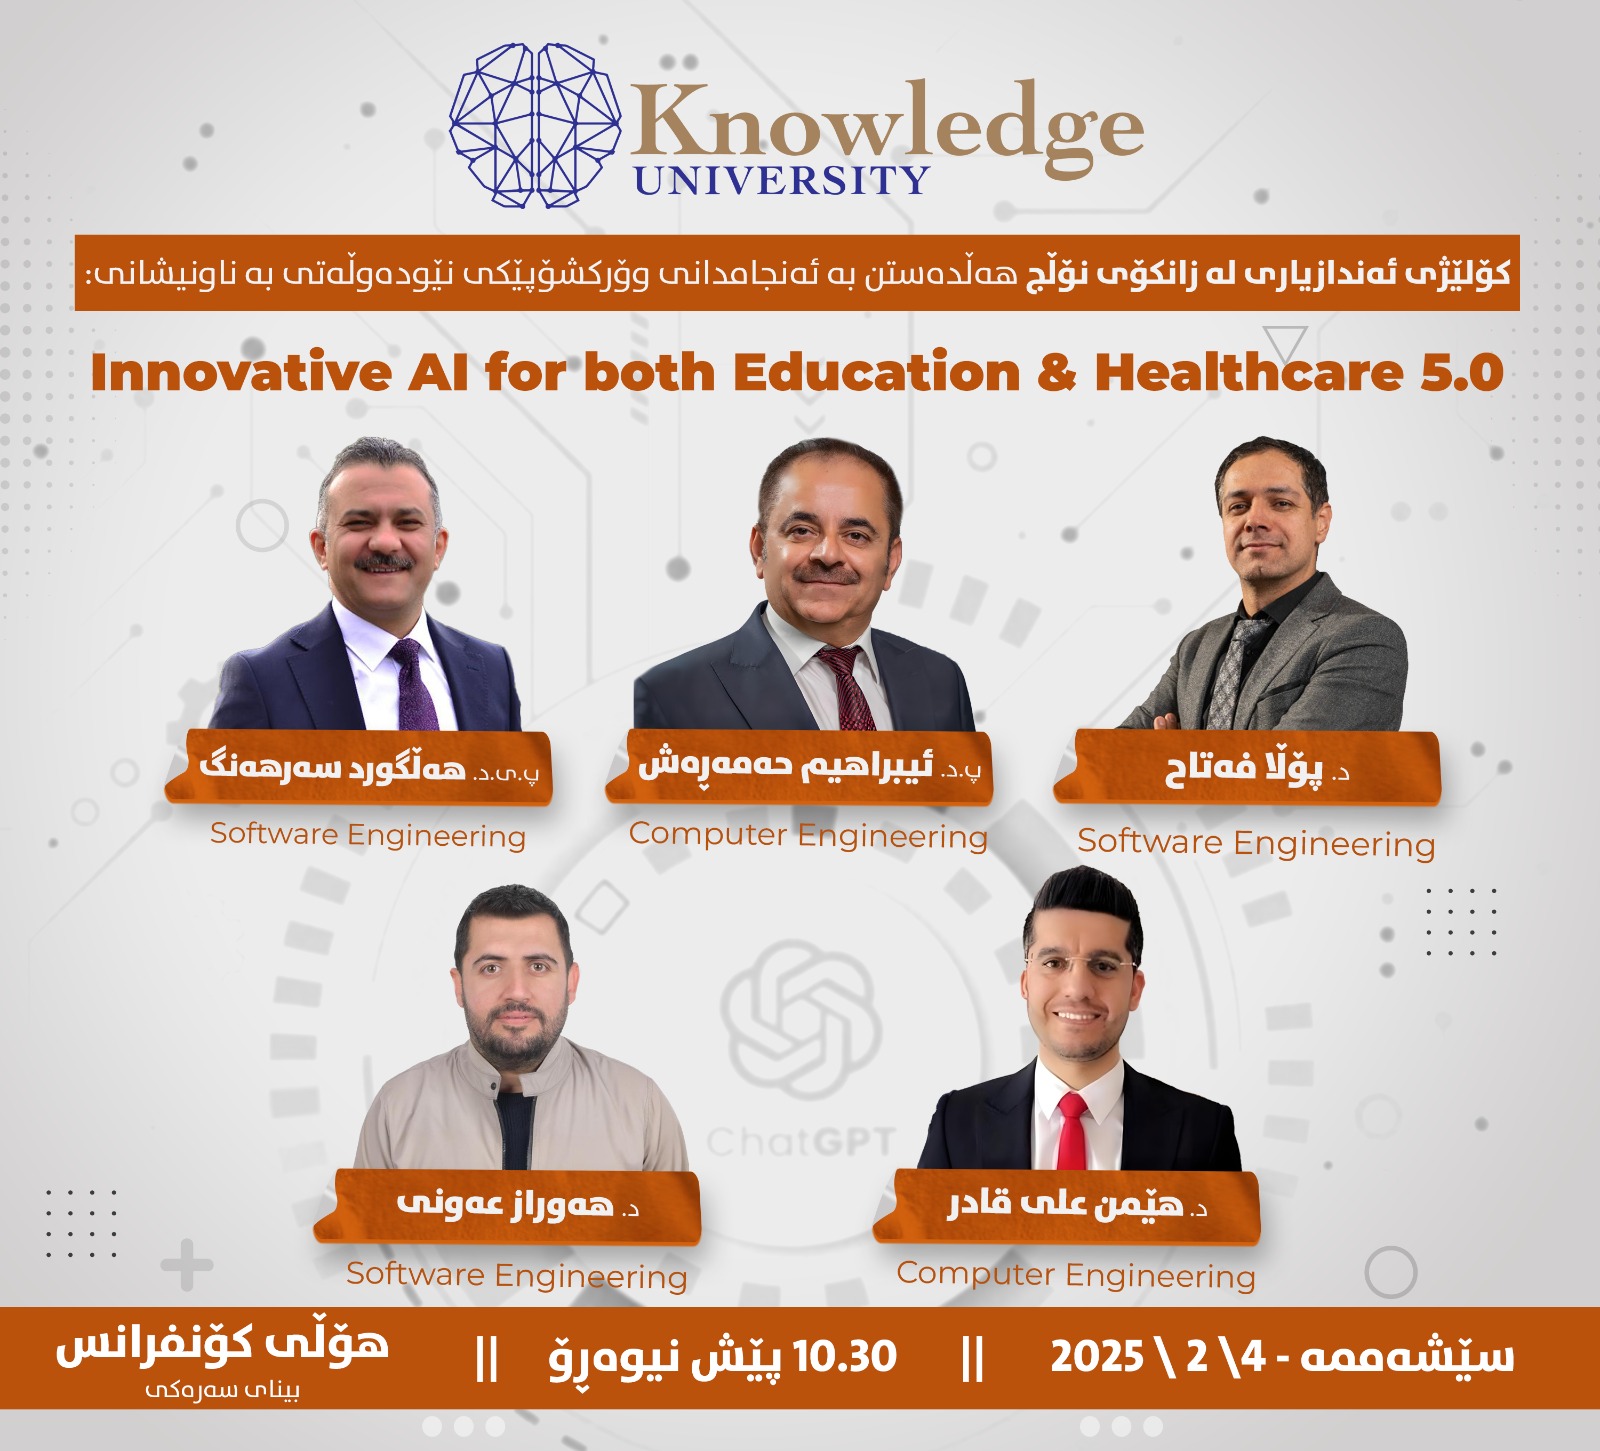 Knowledge
UNIVERSITY
کۆلێژی ئەندازیاری لە زانکۆی نۆڵج هەڵدەستن بە ئەنجامدانی وۆرکشۆپێکی نێودەوڵەتی بە ناونیشانی:
Innovative AI for both Education & Healthcare 5.0
پ.ی.د. هەڵگورد سەرهەنگ
Software Engineering
پ.د. ئیبراهیم حەمەڕەش
Computer Engineering
د. پۆڵا فەتاح
Software Engineering
ChatGPT
د. هەوراز عەونی
Software Engineering
د. هێمن علی قادر
Computer Engineering
سێشەممە - 4\ 2 \ 2025 || 10.30 پێش نیوەڕۆ || هۆڵی کۆنفرانس
بینای سەرەکی